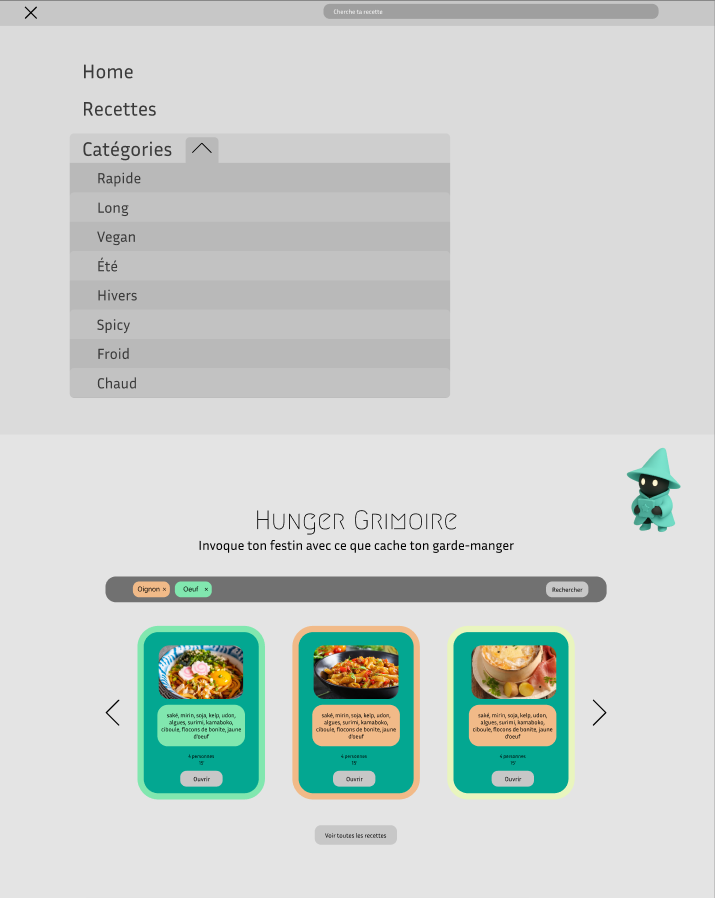 Cherche ta recette
Home
Recettes
Catégories
Rapide
Long
Vegan
Été
Hivers
Spicy
Froid
Chaud
Hunger Grimoire
Invoque ton festin avec ce que cache ton garde-manger
Oignon × Oeuf × Rechercher
saké, mirin, soja, kelp, udon,
algues, surimi, kamaboko,
ciboule, flocons de bonite, jaune
d'oeuf
4 personnes
Ouvrir
saké, mirin, soja, kelp, udon,
algues, surimi, kamaboko,
ciboule, flocons de bonite, jaune
d'oeuf
4 personnes
Ouvrir
saké, mirin, soja, kelp, udon,
algues, surimi, kamaboko,
ciboule, flocons de bonite, jaune
d'oeuf
4 personnes
Ouvrir
Voir toutes les recettes